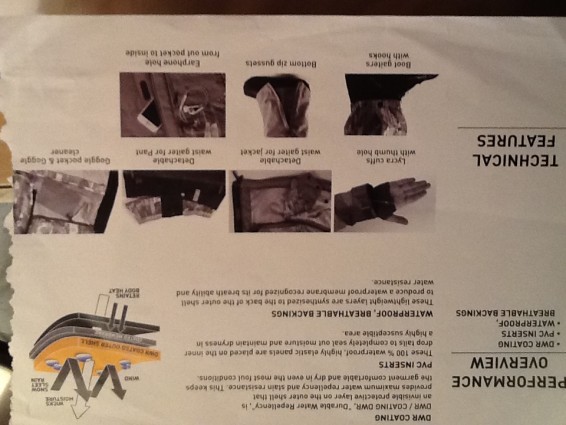 PERFORMANCE
OVERVIEW
• DWR COATING
• PVC INSERTS
• WATERPROOF,
BREATHABLE BACKINGS
DWR COATING
DWR / COATING DWR, "Durable Water Repellency", is
an invisible protective layer on the outer shell that
provides maximum water repellency and stain resistance. This keeps
the garment comfortable and dry in even the most foul conditions.
PVC INSERTS
These 100 % waterproof, highly elastic panels are placed in the inner
drop tails to completely seal out moisture and maintain dryness in
a highly susceptible area.
WATERPROOF, BREATHABLE BACKINGS
These lightweight layers are synthesized to the back of the outer shell
to produce a waterproof membrane recognized for its breath ability and
water resistance.
WICKS
MOISTURE
WIND
SNOW
SLEET
RAIN
DWR COATED OUTER SHELL
RETAINS
BODY HEAT
TECHNICAL
FEATURES
Lycra cuffs
with thumb hole
Detachable
waist gaiter for jacket
Detachable
waist gaiter for Pant
Goggle pocket & Goggle
cleaner
Boot gaiters
with hooks
Bottom zip gussets
Earphone hole
from out pocket to inside